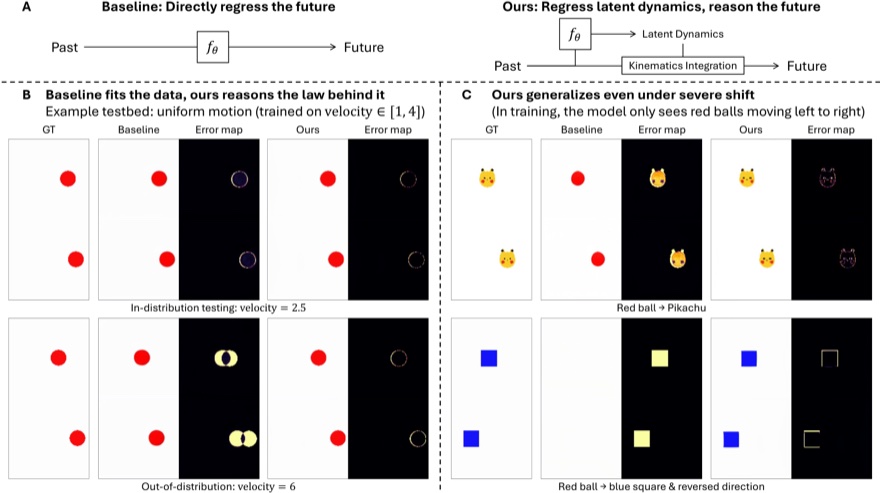 A Baseline: Directly regress the future
Past fθ Future
Ours: Regress latent dynamics, reason the future
fθ Latent Dynamics
Past Kinematics Integration Future
B Baseline fits the data, ours reasons the law behind it
Example testbed: uniform motion (trained on velocity ∈ [1, 4])
GT Baseline Error map Ours Error map
In-distribution testing: velocity = 2.5
Out-of-distribution: velocity = 6
C Ours generalizes even under severe shift
(In training, the model only sees red balls moving left to right)
GT Baseline Error map Ours Error map
Red ball → Pikachu
Red ball → blue square & reversed direction